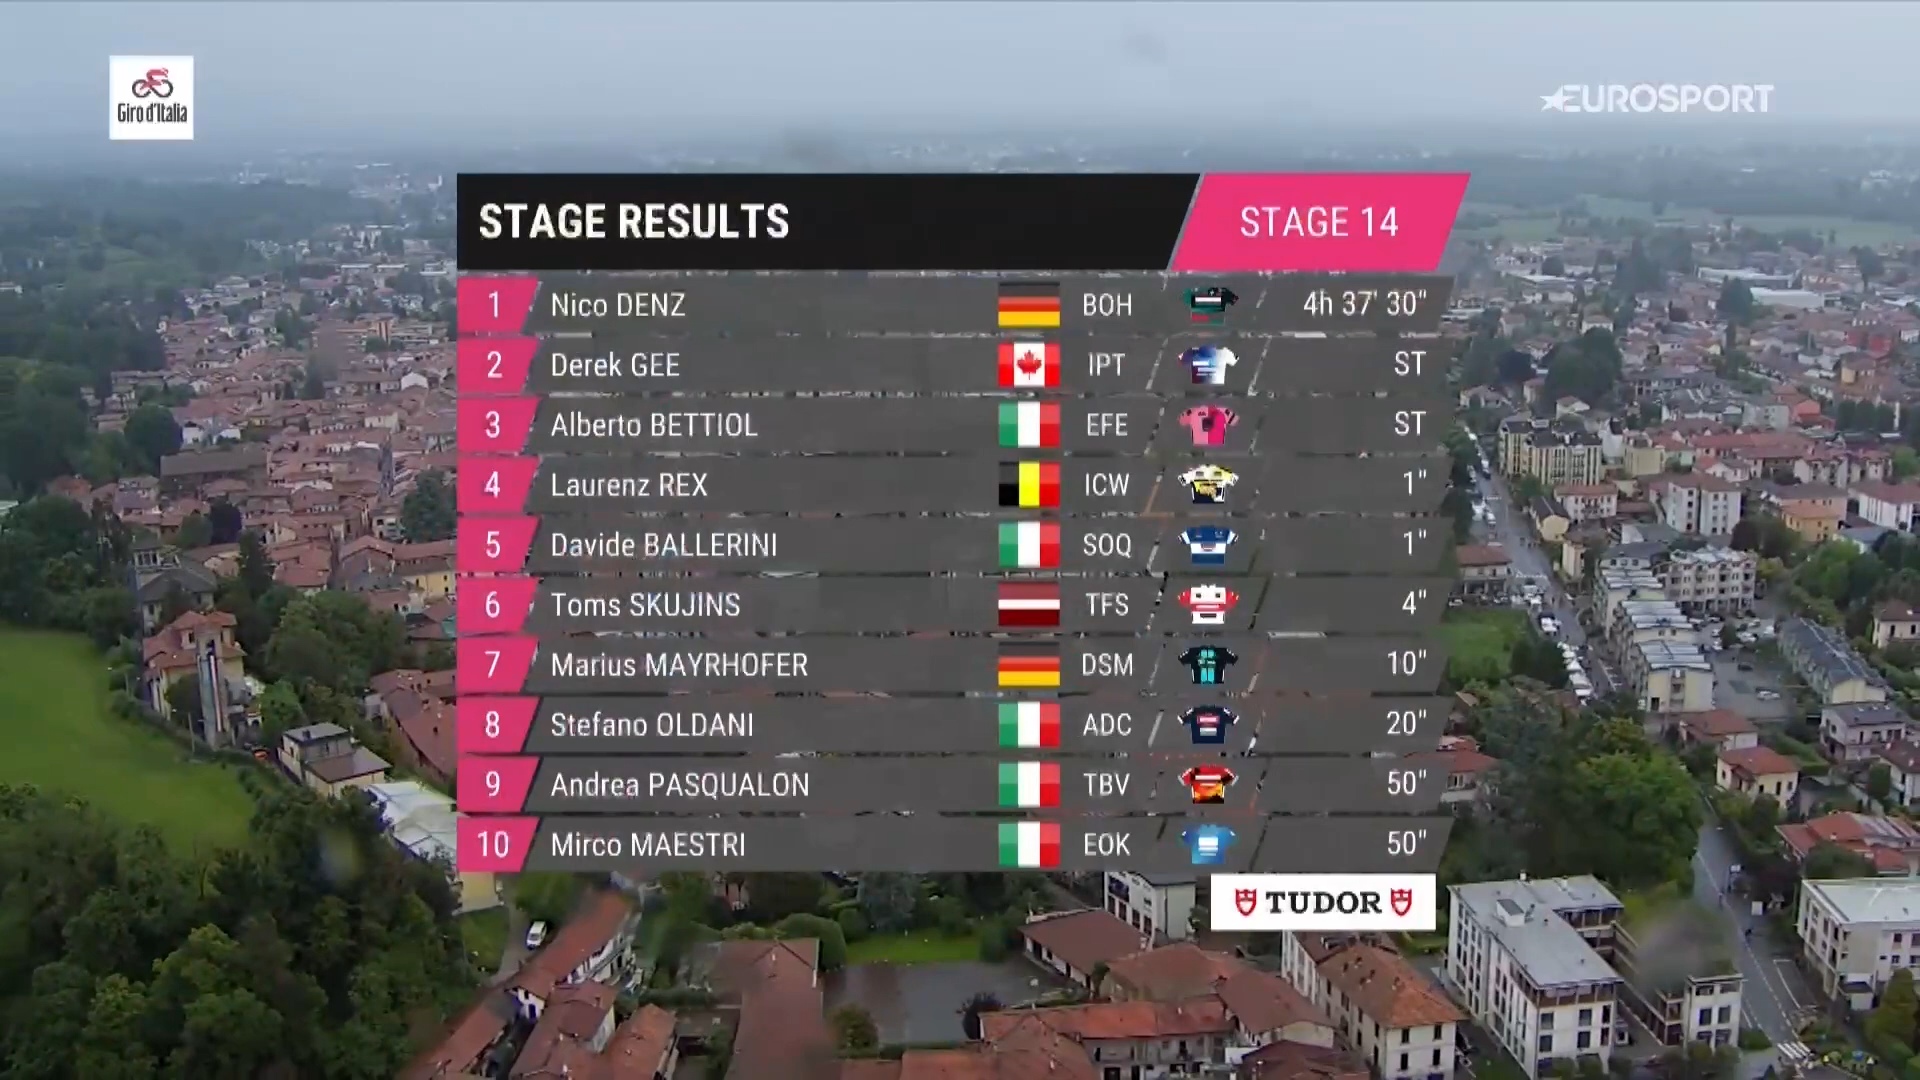 Giro d'Italia
EUROSPORT
STAGE RESULTS STAGE 14
1 Nico DENZ BOH 4h 37' 30"
2 Derek GEE IPT ST
3 Alberto BETTIOL EFE ST
4 Laurenz REX ICW 1"
5 Davide BALLERINI SOQ 1"
6 Toms SKUJINS TFS 4"
7 Marius MAYRHOFER DSM 10"
8 Stefano OLDANI ADC 20"
9 Andrea PASQUALON TBV 50"
10 Mirco MAESTRI EOK 50"
TUDOR